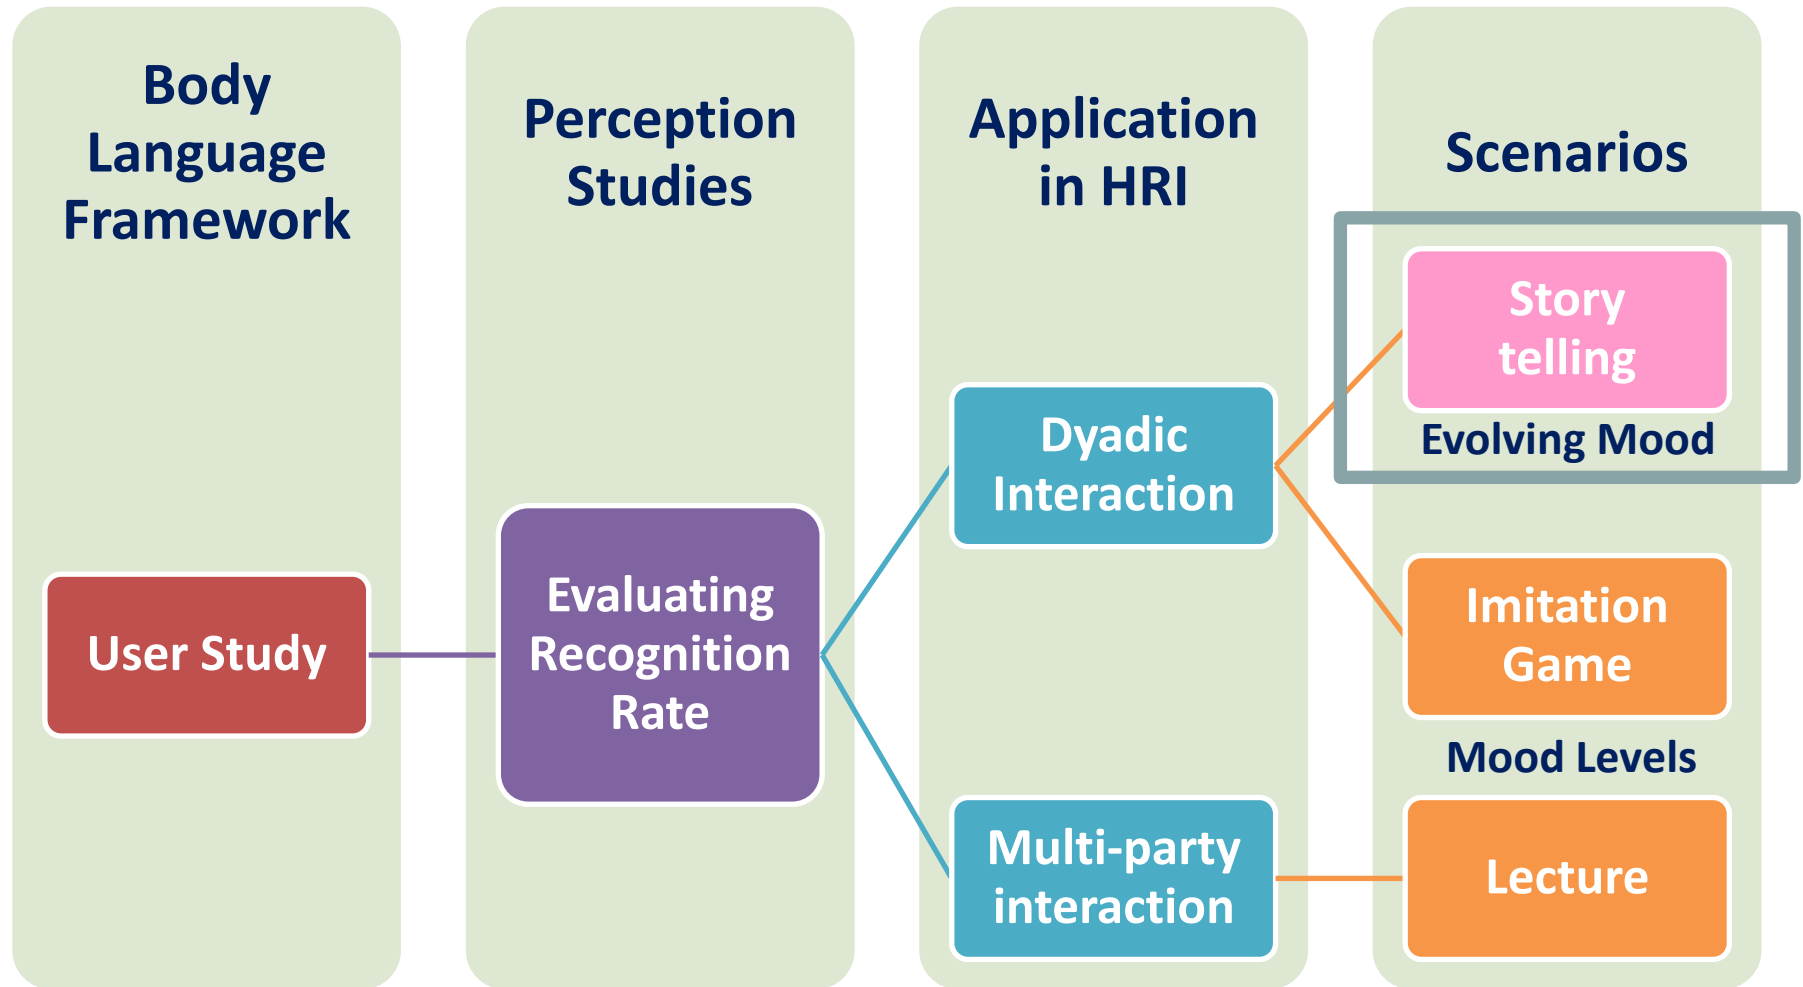 Body
Language
Framework
User Study
Perception
Studies
Evaluating
Recognition
Rate
Application
in HRI
Dyadic
Interaction
Multi-party
interaction
Scenarios
Story
telling
Evolving Mood
Imitation
Game
Mood Levels
Lecture